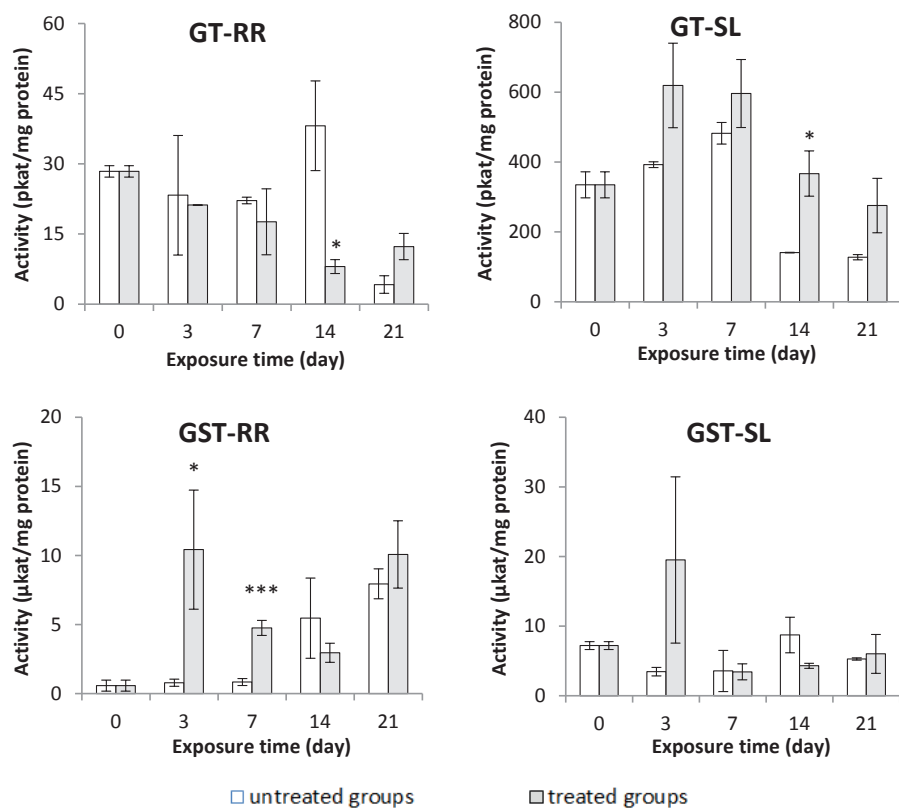 GT-RR
Activity (pkat/mg protein)
60
45
30
15
0
*
0 3 7 14 21
Exposure time (day)
GT-SL
Activity (pkat/mg protein)
800
600
400
200
0
*
0 3 7 14 21
Exposure time (day)
GST-RR
Activity (µkat/mg protein)
20
15
10
5
0
*
***
0 3 7 14 21
Exposure time (day)
GST-SL
Activity (µkat/mg protein)
40
30
20
10
0
0 3 7 14 21
Exposure time (day)
untreated groups treated groups